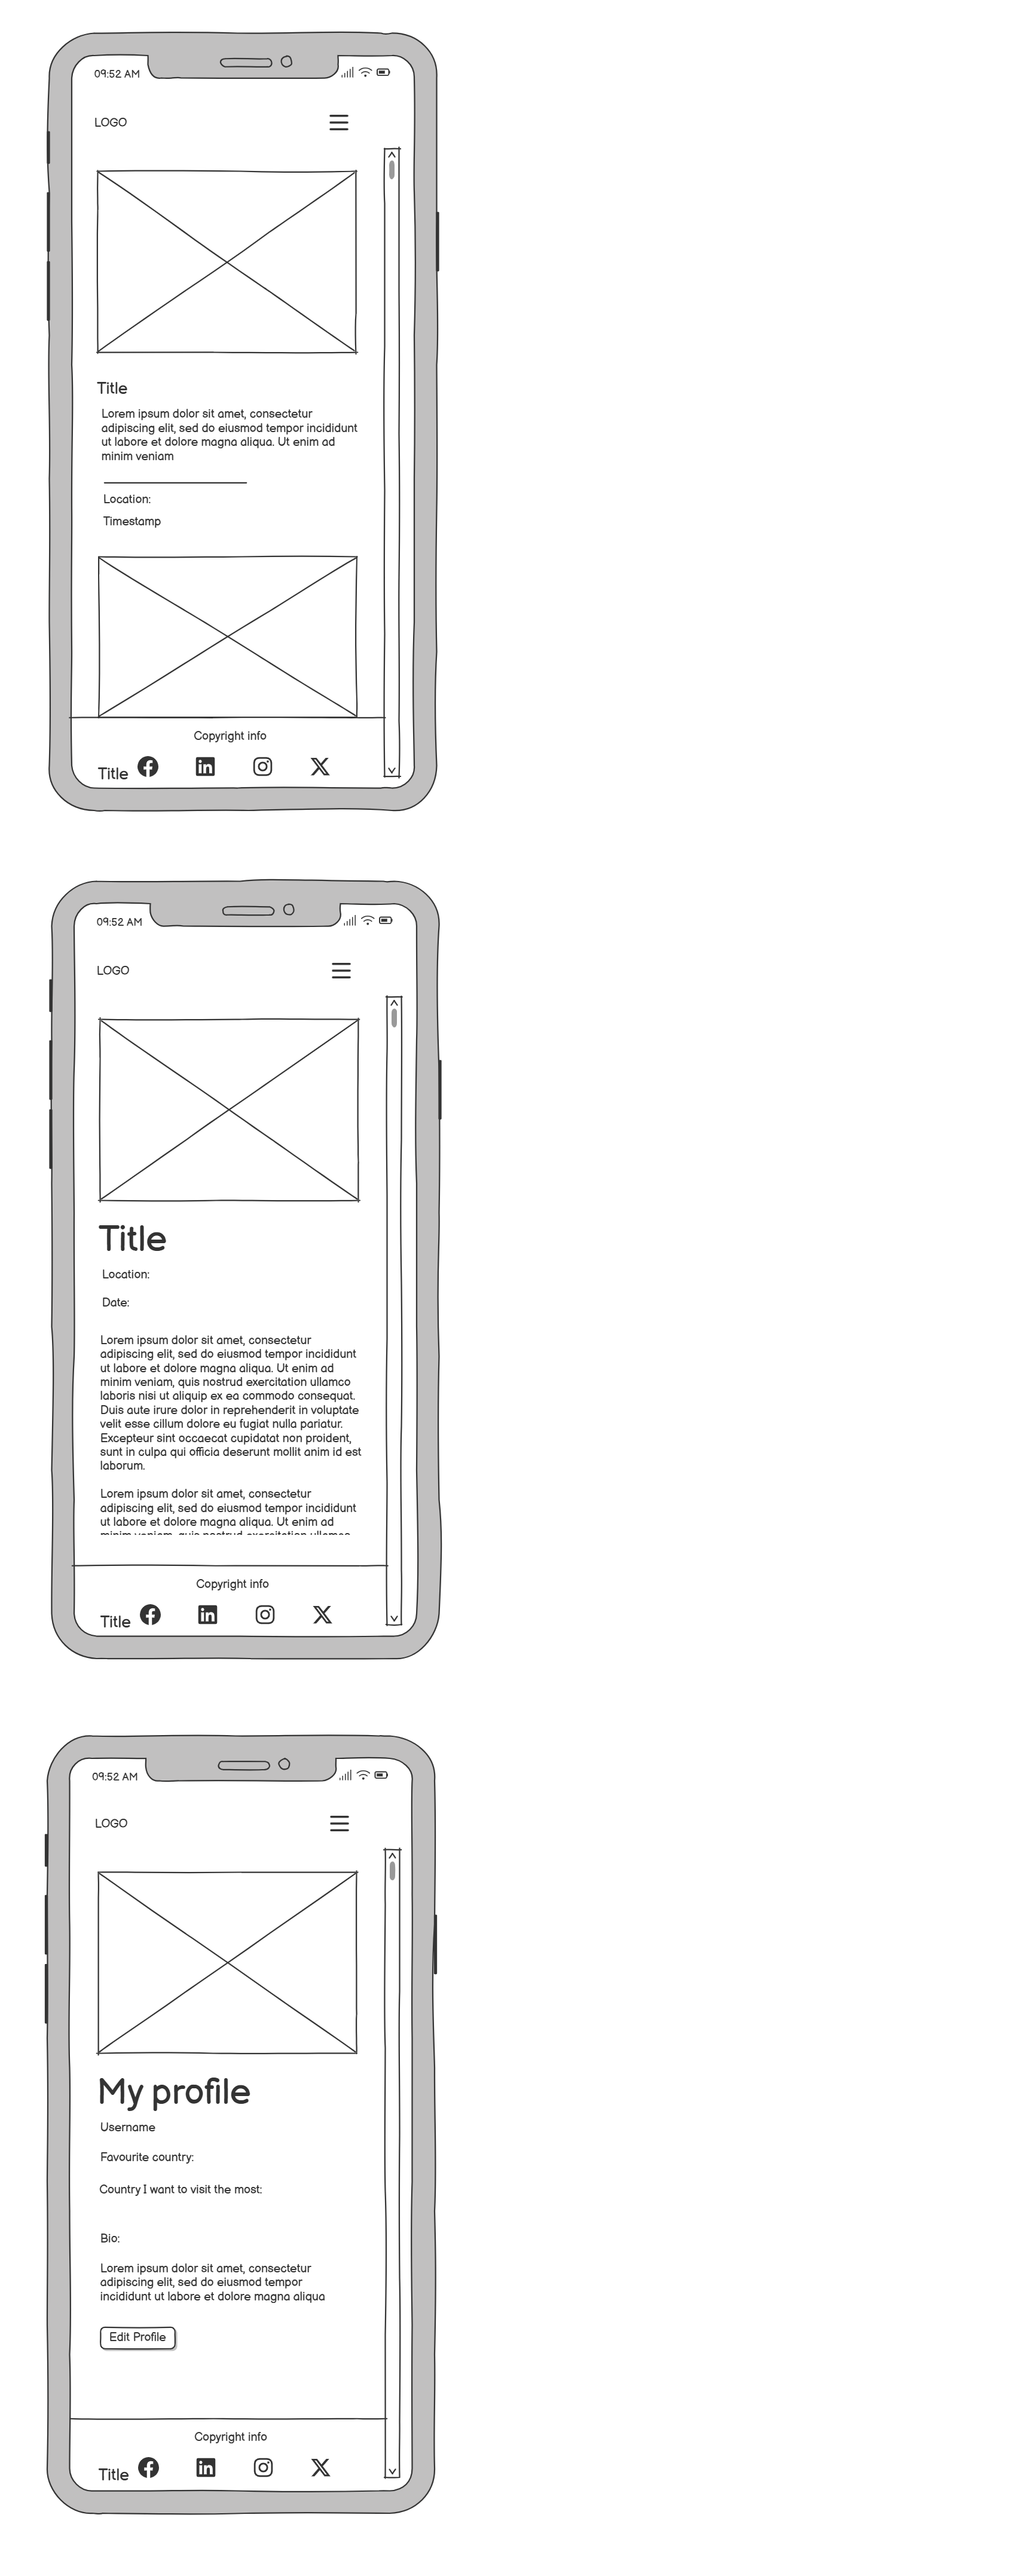 09:52 AM
LOGO
Title
Lorem ipsum dolor sit amet, consectetur
adipiscing elit, sed do eiusmod tempor incididunt
ut labore et dolore magna aliqua. Ut enim ad
minim veniam
Location:
Timestamp
Copyright info
Title
09:52 AM
LOGO
Title
Location:
Date:
Lorem ipsum dolor sit amet, consectetur
adipiscing elit, sed do eiusmod tempor incididunt
ut labore et dolore magna aliqua. Ut enim ad
minim veniam, quis nostrud exercitation ullamco
laboris nisi ut aliquip ex ea commodo consequat.
Duis aute irure dolor in reprehenderit in voluptate
velit esse cillum dolore eu fugiat nulla pariatur.
Excepteur sint occaecat cupidatat non proident,
sunt in culpa qui officia deserunt mollit anim id est
laborum.
Lorem ipsum dolor sit amet, consectetur
adipiscing elit, sed do eiusmod tempor incididunt
ut labore et dolore magna aliqua. Ut enim ad
minim veniam, quis nostrud exercitation ullamco
Copyright info
Title
09:52 AM
LOGO
My profile
Username
Favourite country:
Country I want to visit the most:
Bio:
Lorem ipsum dolor sit amet, consectetur
adipiscing elit, sed do eiusmod tempor
incididunt ut labore et dolore magna aliqua
Edit Profile
Copyright info
Title